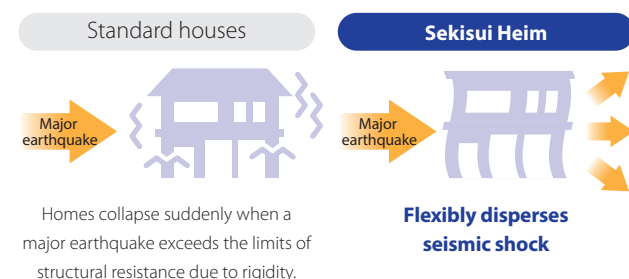 Standard houses
Sekisui Heim
Major
earthquake
Major
earthquake
Homes collapse suddenly when a
major earthquake exceeds the limits of
structural resistance due to rigidity.
Flexibly disperses
seismic shock